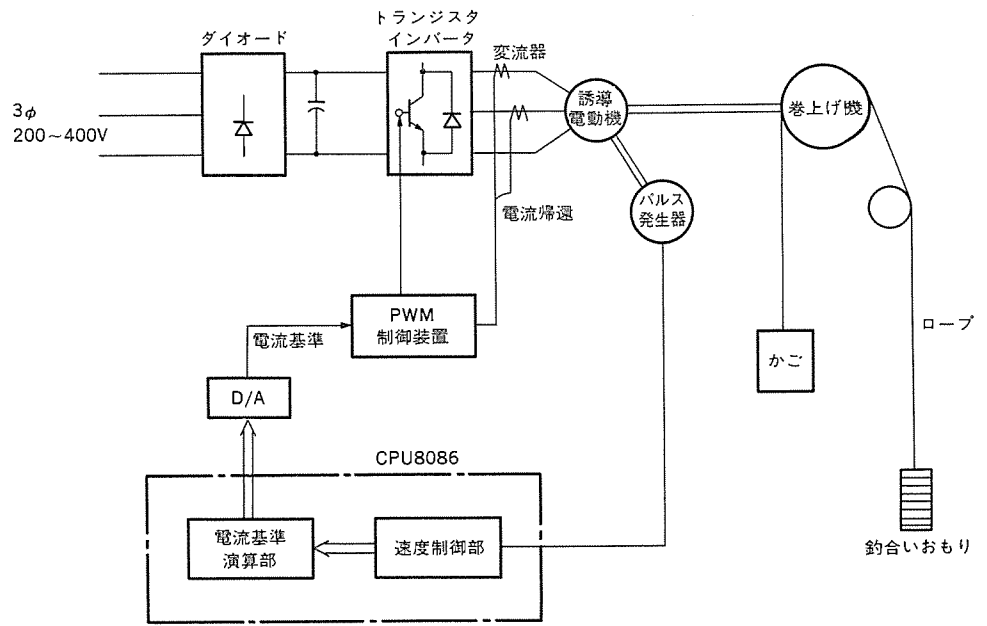 トランジスタ
インバータ
ダイオード
変流器
3φ
200~400V
誘導
電動機
巻上げ機
パルス
発生器
電流帰還
PWM
制御装置
電流基準
ロープ
かご
D/A
CPU8086
電流基準
演算部
速度制御部
釣合いおもり